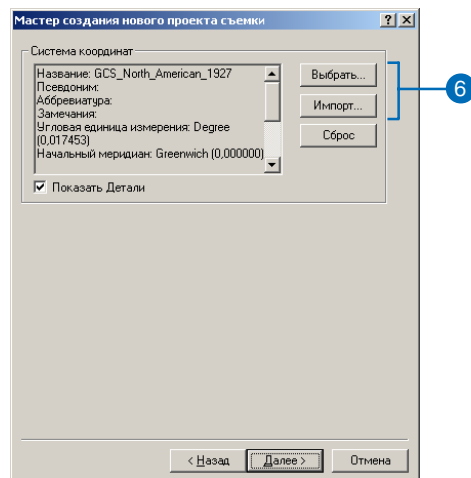 Мастер создания нового проекта съемки
Система координат
Название: GCS_North_American_1927
Псевдоним:
Аббревиатура:
Замечания:
Угловая единица измерения: Degree
(0,017453)
Начальный меридиан: Greenwich (0,000000)
Выбрать...
Импорт...
Сброс
6
Показать Детали
< Назад
Далее >
Отмена